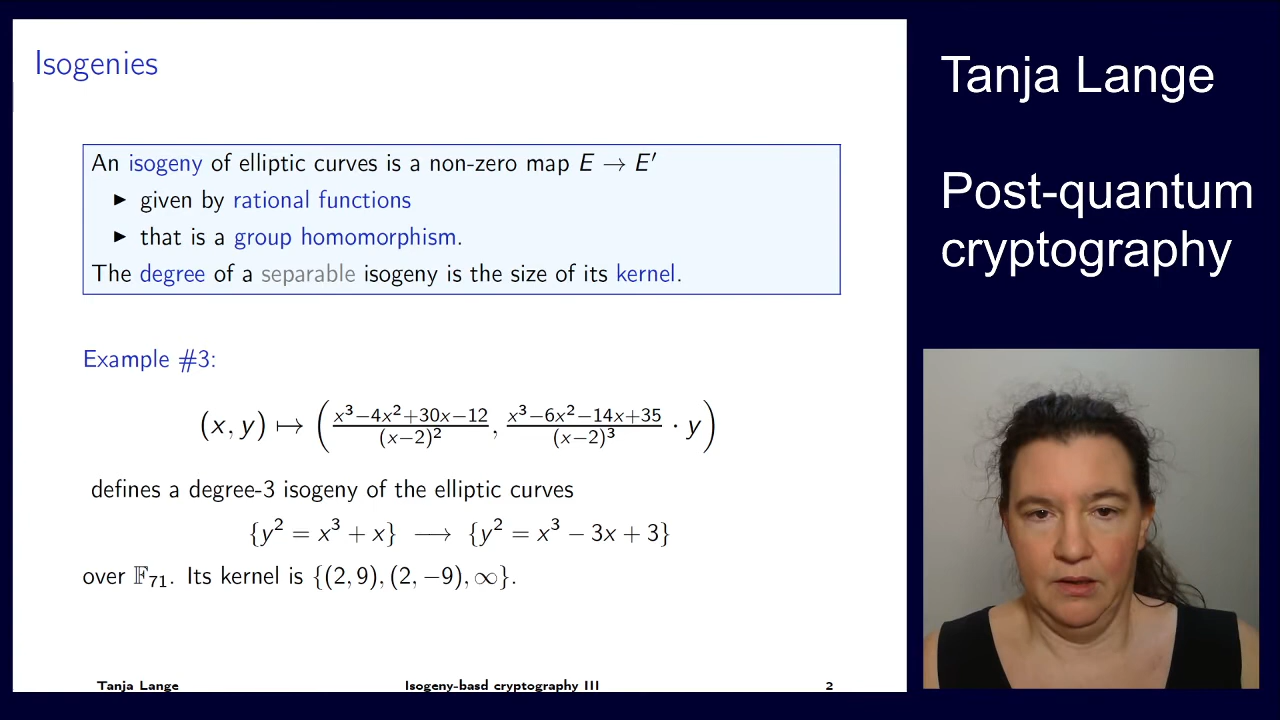 Isogenies
An isogeny of elliptic curves is a non-zero map E → E′
▶ given by rational functions
▶ that is a group homomorphism.
The degree of a separable isogeny is the size of its kernel.
Example #3:
(x, y) ↦ ( x³−4x²+30x−12 / (x−2)² , x³−6x²−14x+35 / (x−2)³ · y )
defines a degree-3 isogeny of the elliptic curves
{y² = x³ + x} ⟶ {y² = x³ − 3x + 3}
over 𝔽₇₁. Its kernel is {(2, 9), (2, −9), ∞}.
Tanja Lange Isogeny-basd cryptography III 2
Tanja Lange
Post-quantum
cryptography